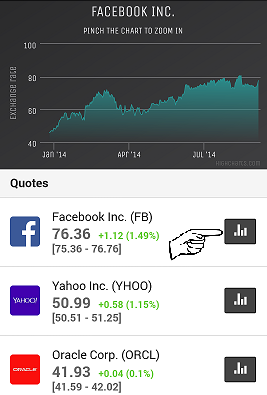 FACEBOOK INC.
PINCH THE CHART TO ZOOM IN
Exchange rate
100
80
60
40
Jan '14
Apr '14
Jul '14
HIGHCHARTS.COM
Quotes
Facebook Inc. (FB)
76.36 +1.12 (1.49%)
[75.36 - 76.76]
YAHOO!
Yahoo Inc. (YHOO)
50.99 +0.58 (1.15%)
[50.51 - 51.25]
ORACLE
Oracle Corp. (ORCL)
41.93 +0.04 (0.1%)
[41.59 - 42.02]